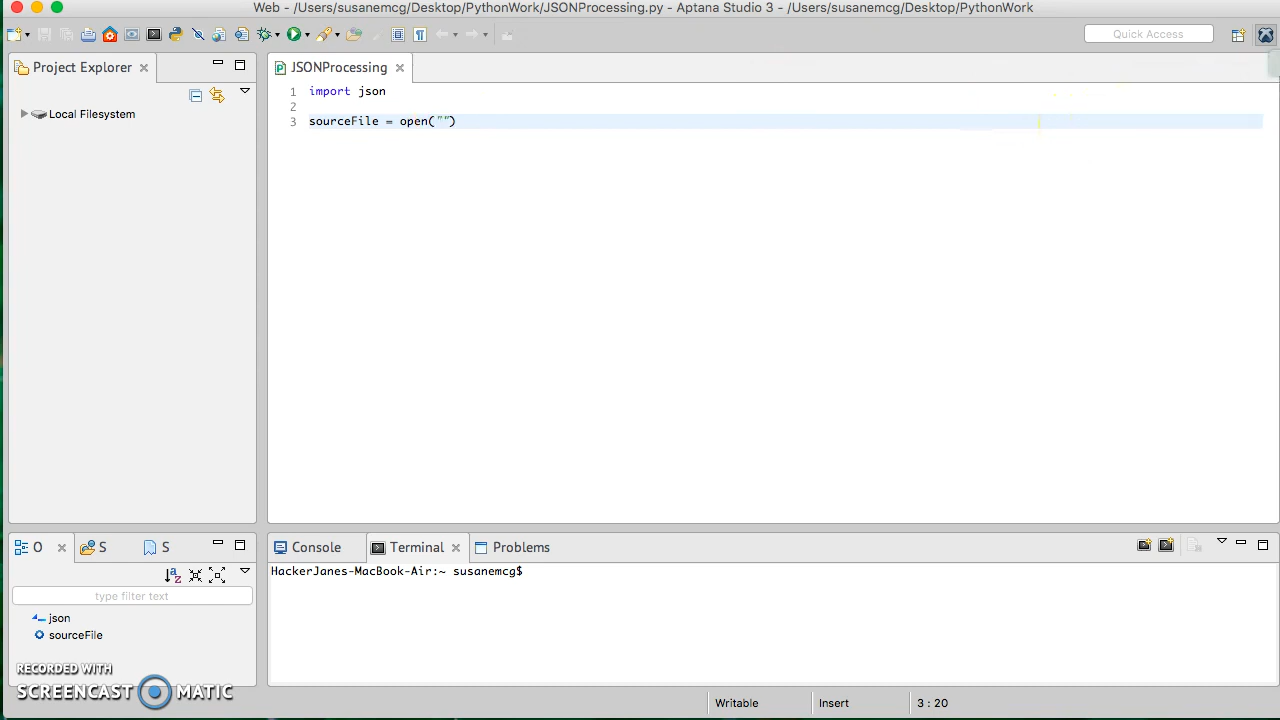 Web - /Users/susanemcg/Desktop/PythonWork/JSONProcessing.py - Aptana Studio 3 - /Users/susanemcg/Desktop/PythonWork
Quick Access
Project Explorer
JSONProcessing
Local Filesystem
1 import json
2
3 sourceFile = open("")
O
S
S
type filter text
json
sourceFile
Console
Terminal
Problems
HackerJanes-MacBook-Air:~ susanemcg$
RECORDED WITH
SCREENCAST MATIC
Writable
Insert
3 : 20